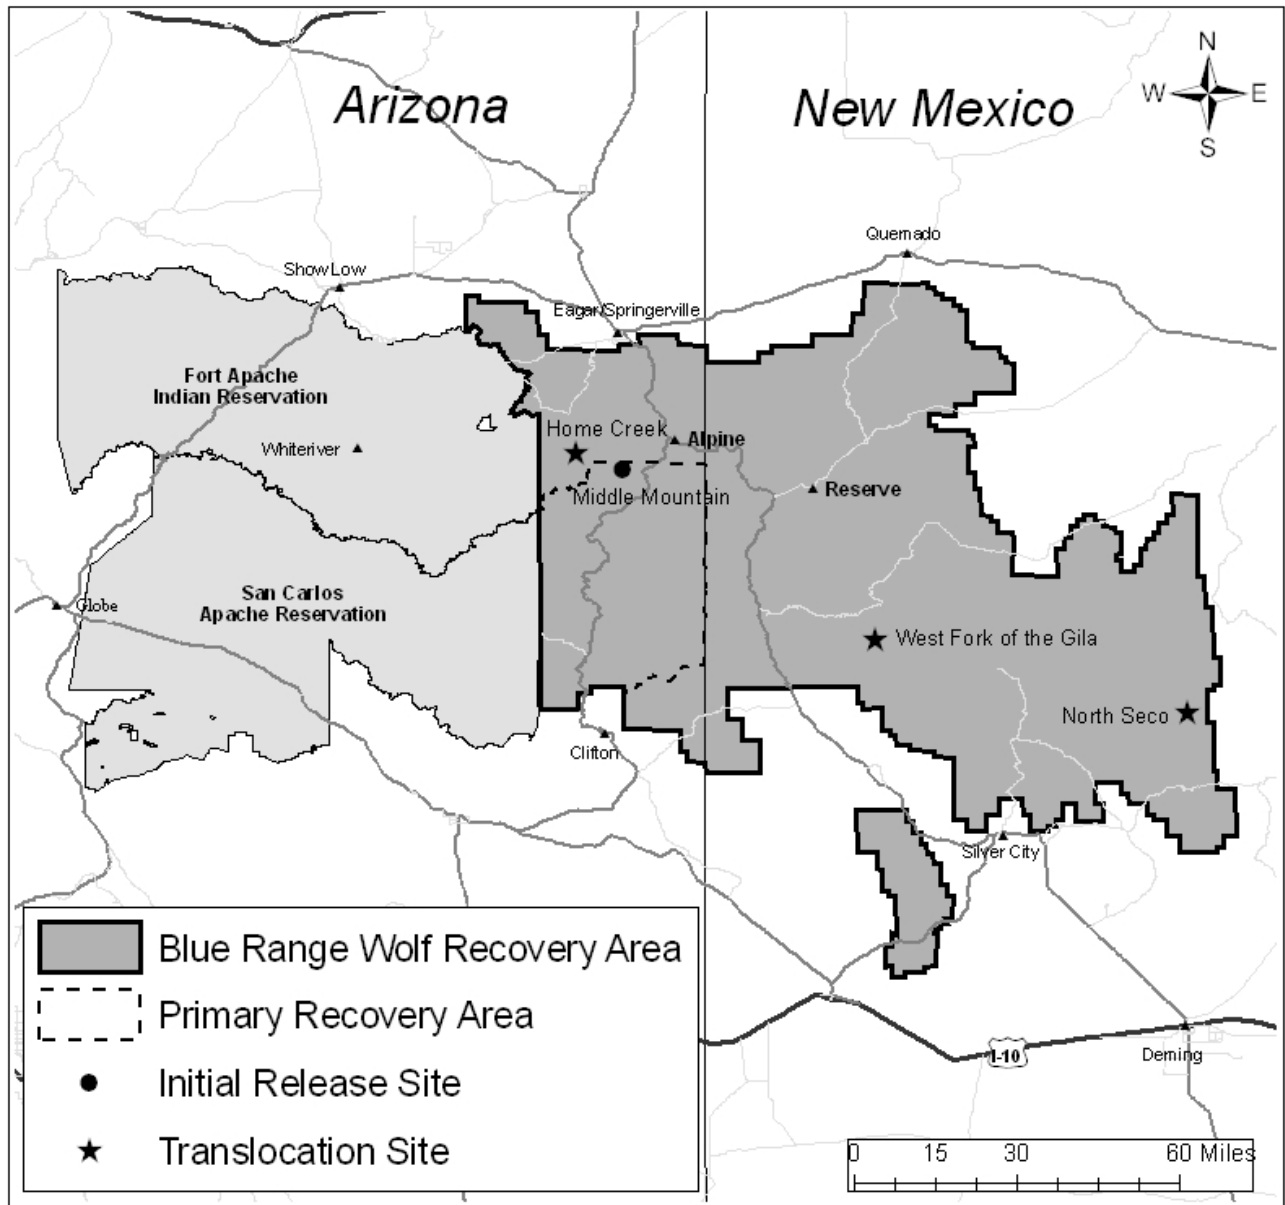 N
Arizona
New Mexico
W
E
S
Quemado
Show Low
Eagar/Springerville
Fort Apache
Indian Reservation
Home Creek
Alpine
Whiteriver
Middle Mountain
Reserve
San Carlos
Apache Reservation
Globe
West Fork of the Gila
North Seco
Clifton
Silver City
Blue Range Wolf Recovery Area
Primary Recovery Area
Initial Release Site
Translocation Site
I-10
Deming
0 15 30 60 Miles